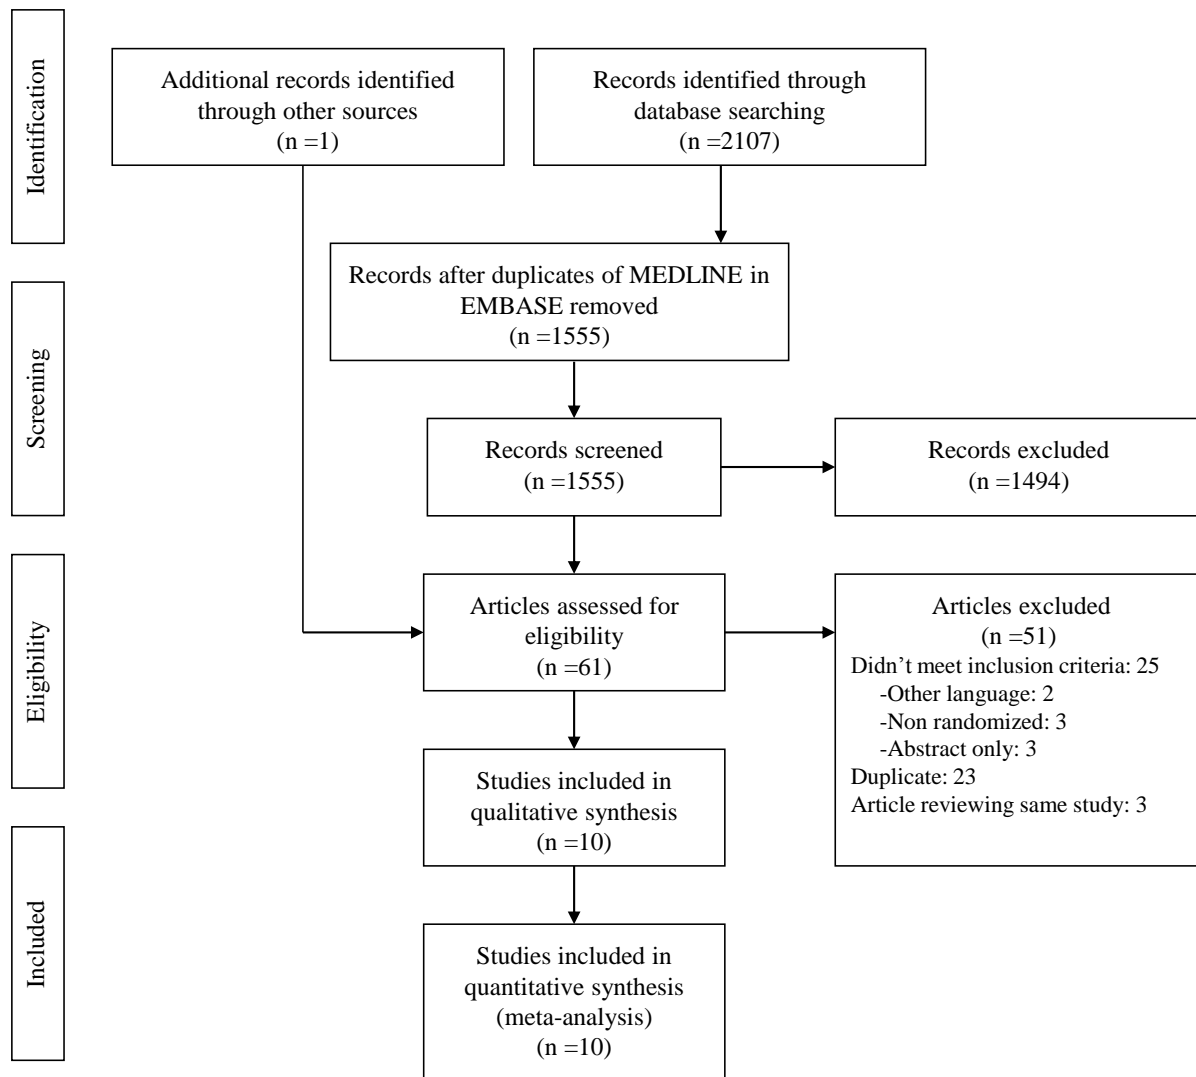 Identification
Additional records identified
through other sources
(n =1)
Records identified through
database searching
(n =2107)
Records after duplicates of MEDLINE in
EMBASE removed
(n =1555)
Screening
Records screened
(n =1555)
Records excluded
(n =1494)
Eligibility
Articles assessed for
eligibility
(n =61)
Articles excluded
(n =51)
Didn’t meet inclusion criteria: 25
-Other language: 2
-Non randomized: 3
-Abstract only: 3
Duplicate: 23
Article reviewing same study: 3
Studies included in
qualitative synthesis
(n =10)
Included
Studies included in
quantitative synthesis
(meta-analysis)
(n =10)